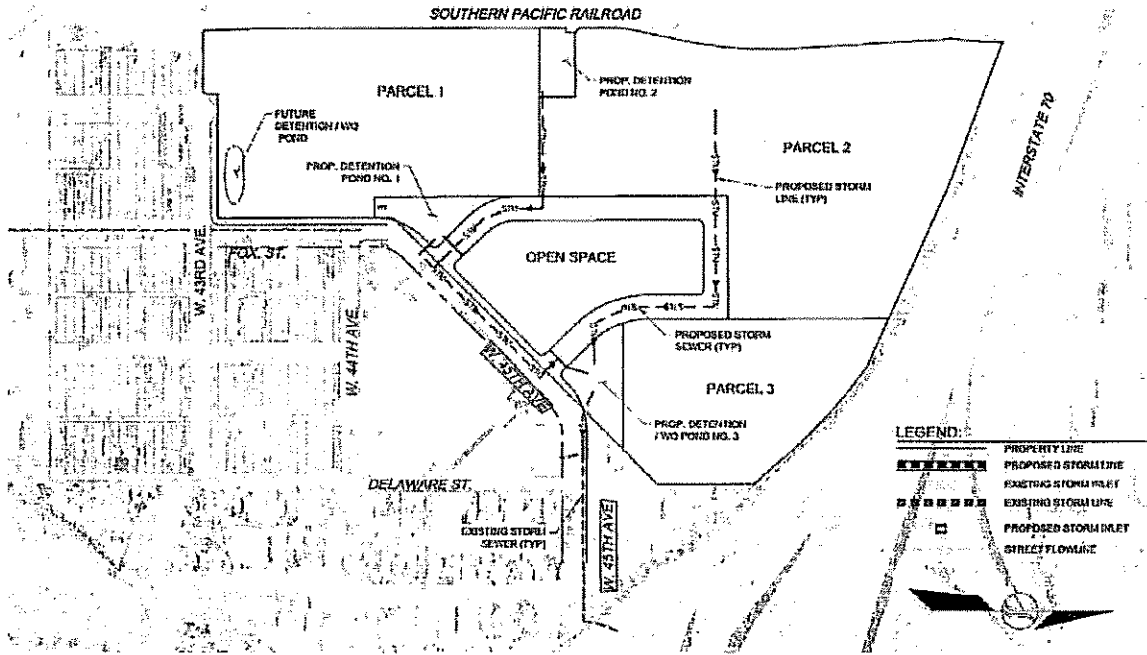 SOUTHERN PACIFIC RAILROAD
PARCEL 1
PROP. DETENTION
POND NO. 2
FUTURE
DETENTION / WQ
POND
PROP. DETENTION
POND NO. 1
PARCEL 2
INTERSTATE 70
PROPOSED STORM
LINE (TYP)
OPEN SPACE
FOX ST.
W. 43RD AVE.
W. 44TH AVE.
W. 45TH AVE
PROPOSED STORM
SEWER (TYP)
PARCEL 3
PROP. DETENTION
/ WQ POND NO. 3
DELAWARE ST.
EXISTING STORM
SEWER (TYP)
W. 45TH AVE
LEGEND:
PROPERTY LINE
PROPOSED STORM LINE
EXISTING STORM INLET
EXISTING STORM LINE
PROPOSED STORM INLET
STREET FLOWLINE